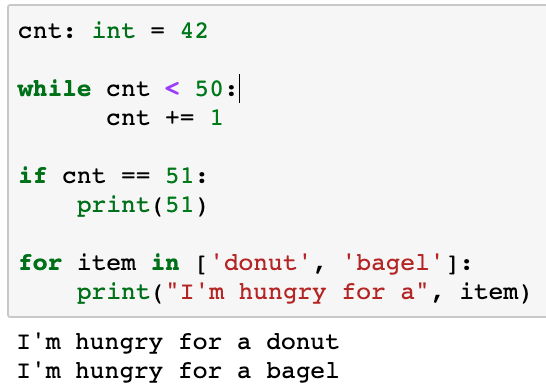 cnt: int = 42
while cnt < 50:
cnt += 1
if cnt == 51:
print(51)
for item in ['donut', 'bagel']:
print("I'm hungry for a", item)
I'm hungry for a donut
I'm hungry for a bagel